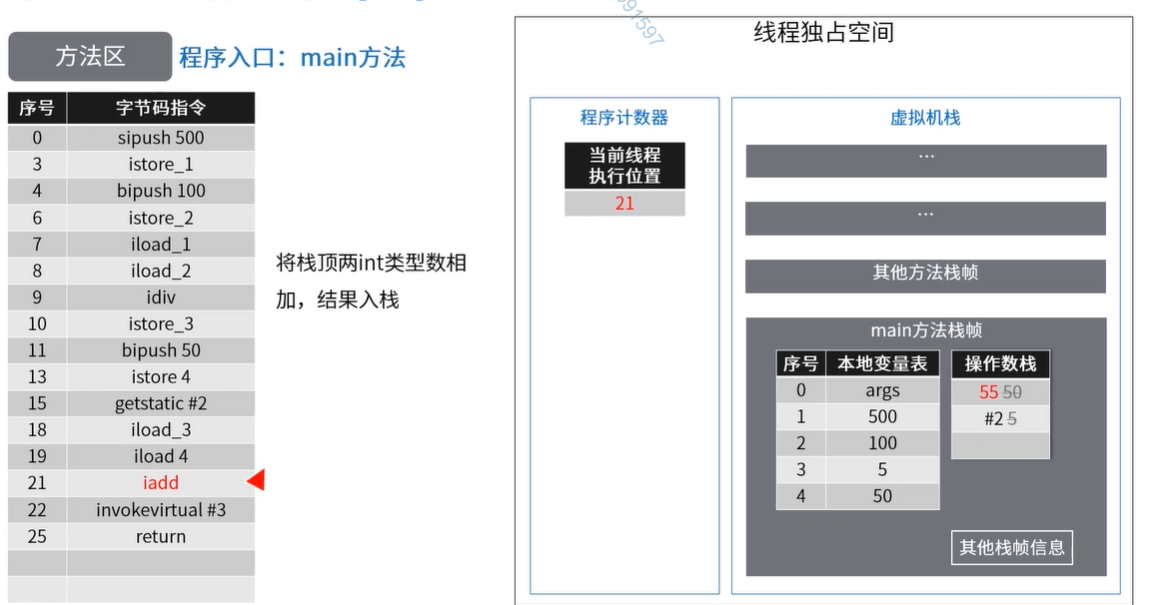 591597
线程独占空间
方法区 程序入口：main方法
序号 字节码指令
0 sipush 500
3 istore_1
4 bipush 100
6 istore_2
7 iload_1
8 iload_2
9 idiv
10 istore_3
11 bipush 50
13 istore 4
15 getstatic #2
18 iload_3
19 iload 4
21 iadd
22 invokevirtual #3
25 return
将栈顶两int类型数相
加，结果入栈
程序计数器
当前线程
执行位置
21
虚拟机栈
...
...
其他方法栈帧
main方法栈帧
序号 本地变量表
0 args
1 500
2 100
3 5
4 50
操作数栈
55 50
#2 5
其他栈帧信息